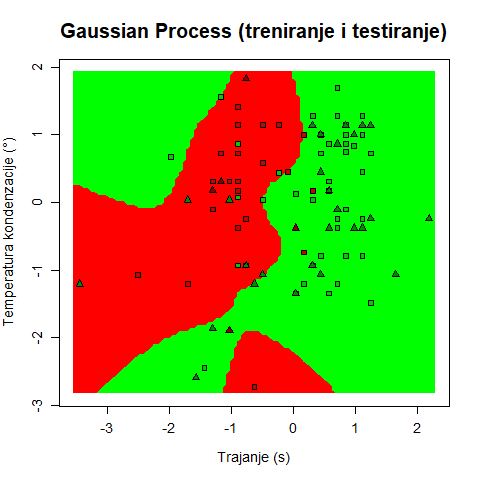 Gaussian Process (treniranje i testiranje)
Temperatura kondenzacije (°)
2
1
0
-1
-2
-3
-3 -2 -1 0 1 2
Trajanje (s)